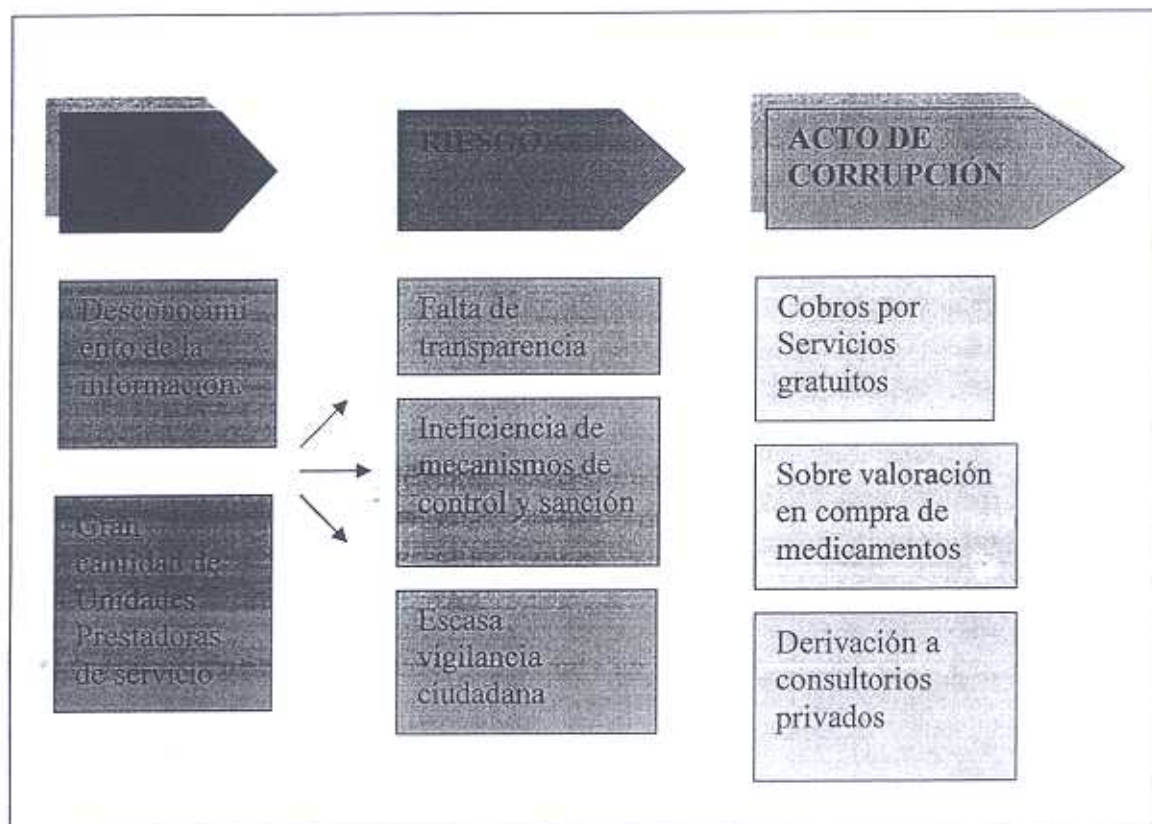 RIESGO
ACTO DE
CORRUPCIÓN
Desconocimi
ento de la
información.
Gran
cantidad de
Unidades
Prestadoras
de servicio
Falta de
transparencia
Ineficiencia de
mecanismos de
control y sanción
Escasa
vigilancia
ciudadana
Cobros por
Servicios
gratuitos
Sobre valoración
en compra de
medicamentos
Derivación a
consultorios
privados